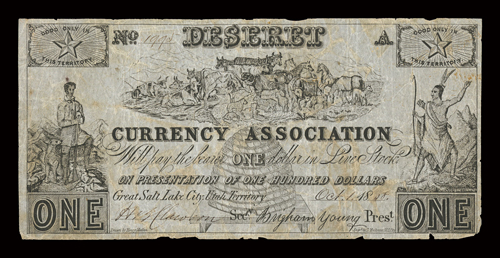 GOOD ONLY IN
THIS TERRITORY
No
DESERET
A
GOOD ONLY IN
THIS TERRITORY
CURRENCY ASSOCIATION
Will pay the bearer ONE dollar in Live Stock
ON PRESENTATION OF ONE HUNDRED DOLLARS
Great Salt Lake City, Utah Territory Oct. 1. 18
ONE
Secy. Brigham Young Prest.
ONE